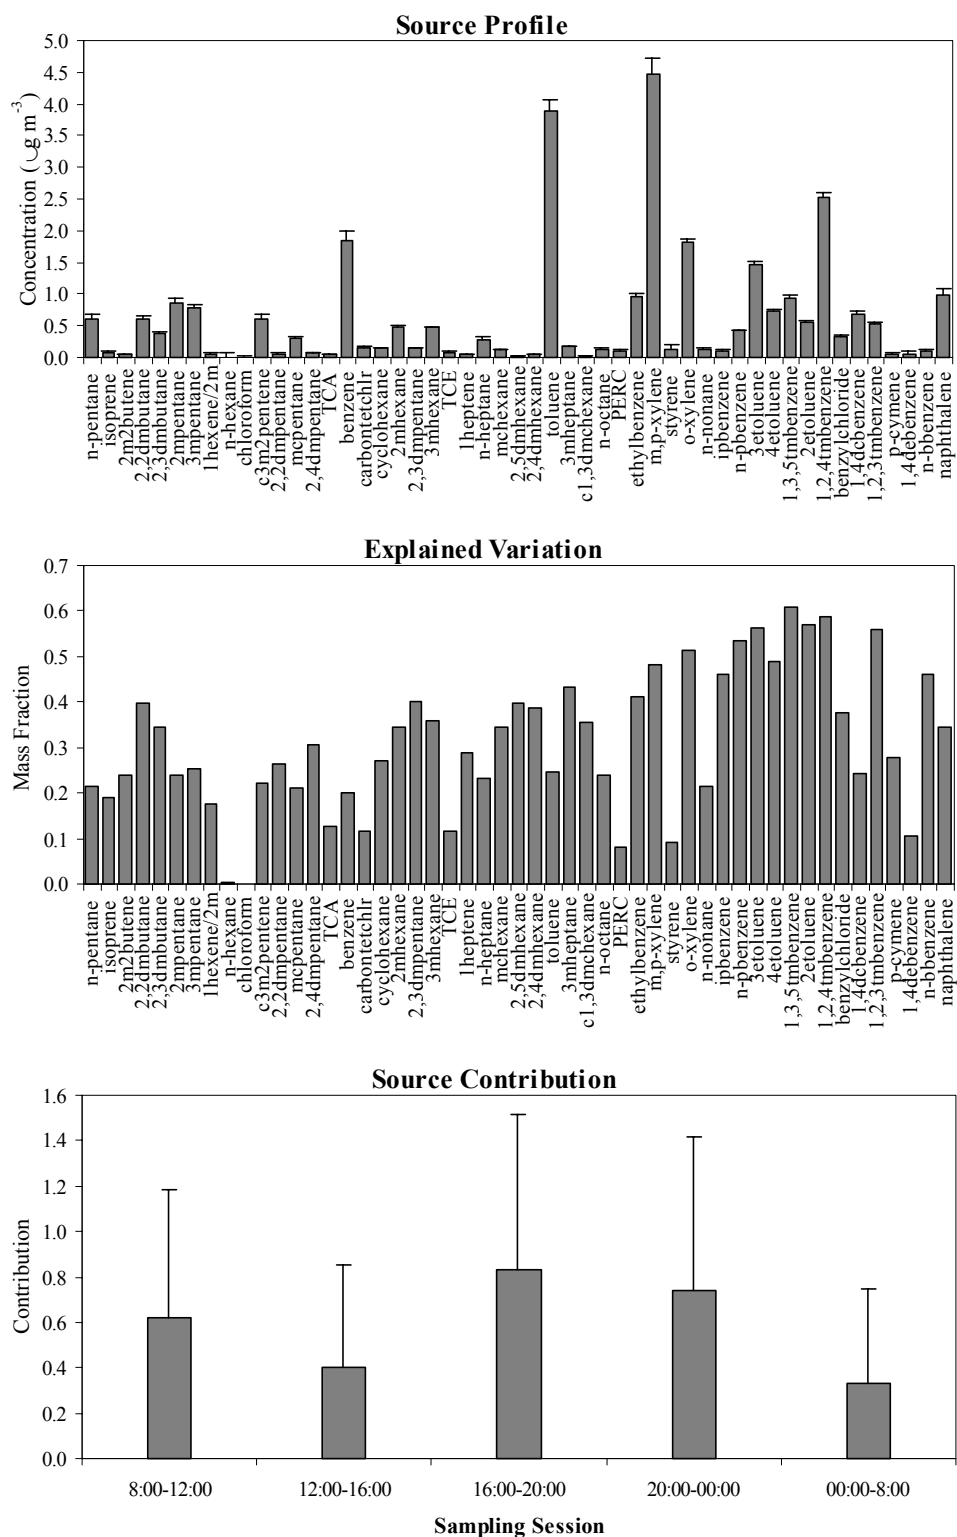 Source Profile
Concentration (µg m-3)
5.0
4.5
4.0
3.5
3.0
2.5
2.0
1.5
1.0
0.5
0.0
n-pentane
isoprene
2m2butene
2,2dmbutane
2,3dmbutane
2mpentane
3mpentane
1hexene/2m
n-hexane
chloroform
c3m2pentene
2,2dmpentane
mcpentane
2,4dmpentane
TCA
benzene
carbontetchlr
cyclohexane
2mhexane
2,3dmpentane
3mhexane
TCE
1heptene
n-heptane
mchexane
2,5dmhexane
2,4dmhexane
toluene
3mheptane
c1,3dmchexane
n-octane
PERC
ethylbenzene
m,p-xylene
styrene
o-xylene
n-nonane
ipbenzene
n-pbenzene
3etoluene
4etoluene
1,3,5tmbenzene
2etoluene
1,2,4tmbenzene
benzylchloride
1,4dcbenzene
1,2,3tmbenzene
p-cymene
1,4debenzene
n-bbenzene
naphthalene
Explained Variation
Mass Fraction
0.7
0.6
0.5
0.4
0.3
0.2
0.1
0.0
n-pentane
isoprene
2m2butene
2,2dmbutane
2,3dmbutane
2mpentane
3mpentane
1hexene/2m
n-hexane
chloroform
c3m2pentene
2,2dmpentane
mcpentane
2,4dmpentane
TCA
benzene
carbontetchlr
cyclohexane
2mhexane
2,3dmpentane
3mhexane
TCE
1heptene
n-heptane
mchexane
2,5dmhexane
2,4dmhexane
toluene
3mheptane
c1,3dmchexane
n-octane
PERC
ethylbenzene
m,p-xylene
styrene
o-xylene
n-nonane
ipbenzene
n-pbenzene
3etoluene
4etoluene
1,3,5tmbenzene
2etoluene
1,2,4tmbenzene
benzylchloride
1,4dcbenzene
1,2,3tmbenzene
p-cymene
1,4debenzene
n-bbenzene
naphthalene
Source Contribution
Contribution
1.6
1.4
1.2
1.0
0.8
0.6
0.4
0.2
0.0
8:00-12:00
12:00-16:00
16:00-20:00
20:00-00:00
00:00-8:00
Sampling Session